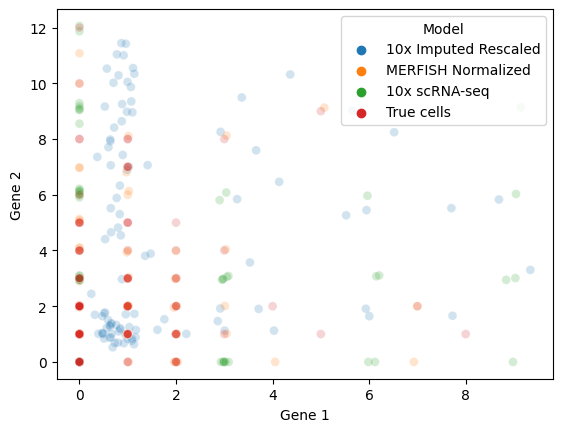 Model
10x Imputed Rescaled
MERFISH Normalized
10x scRNA-seq
True cells
12
10
8
6
4
2
0
Gene 2
0 2 4 6 8
Gene 1